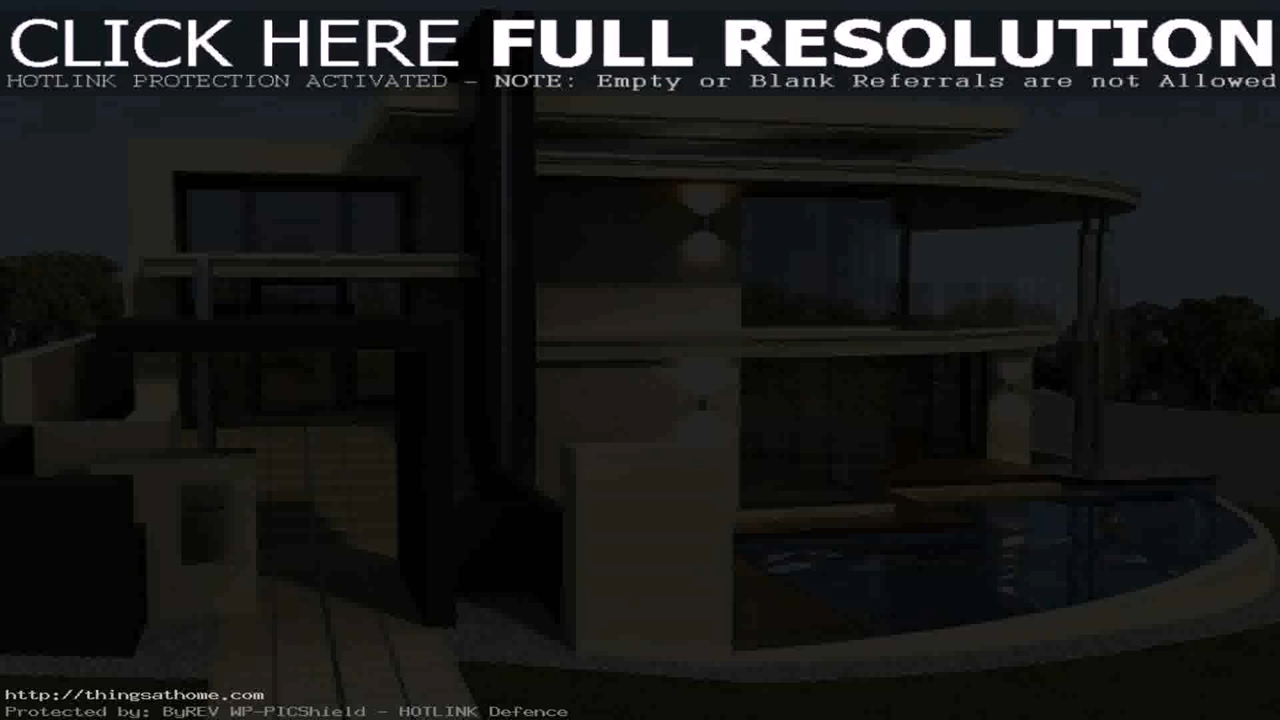 CLICK HERE FULL RESOLUTION
HOTLINK PROTECTION ACTIVATED - NOTE: Empty or Blank Referrals are not Allowed
http://thingsathome.com
Protected by: ByREV WP-PICShield - HOTLINK Defence